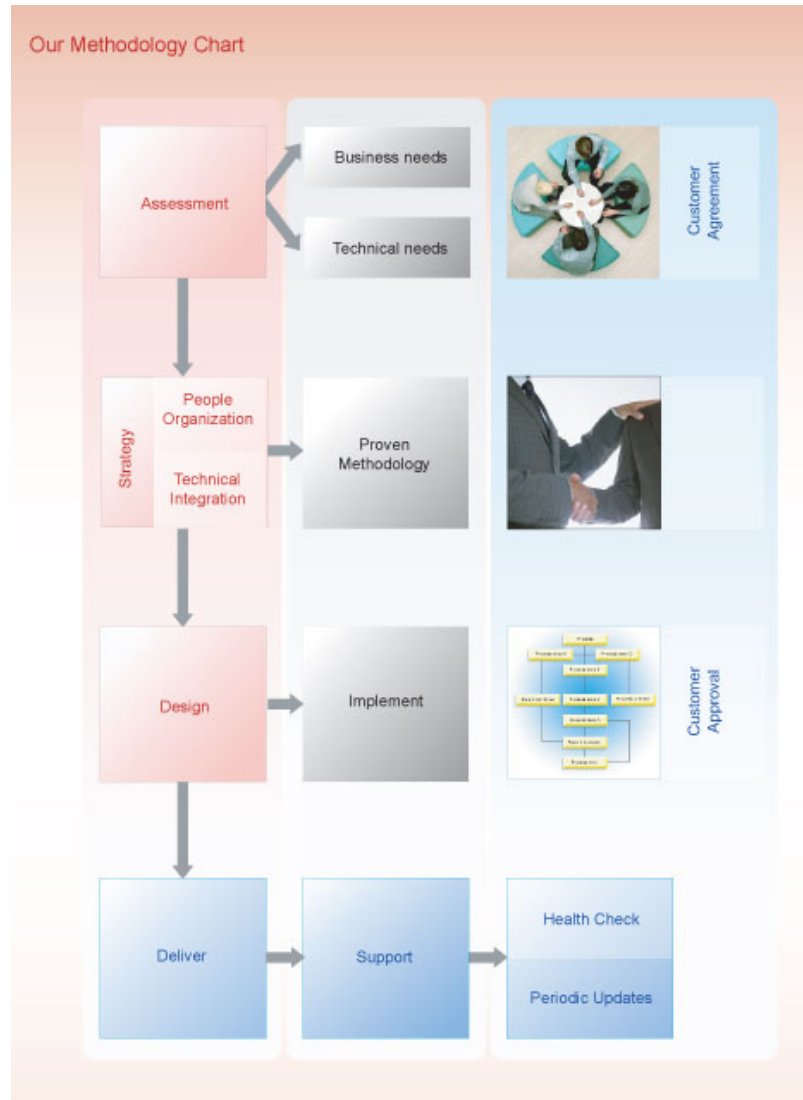 Our Methodology Chart
Assessment
Business needs
Technical needs
Customer
Agreement
Strategy
People
Organization
Technical
Integration
Proven
Methodology
Design
Implement
Customer
Approval
Deliver
Support
Health Check
Periodic Updates